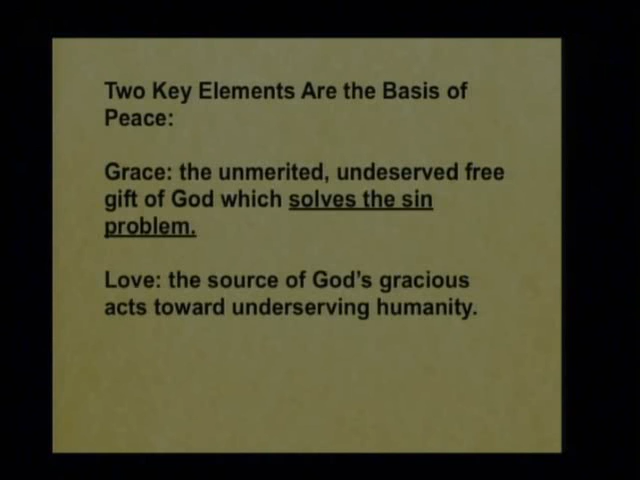 Two Key Elements Are the Basis of
Peace:
Grace: the unmerited, undeserved free
gift of God which solves the sin
problem.
Love: the source of God's gracious
acts toward underserving humanity.